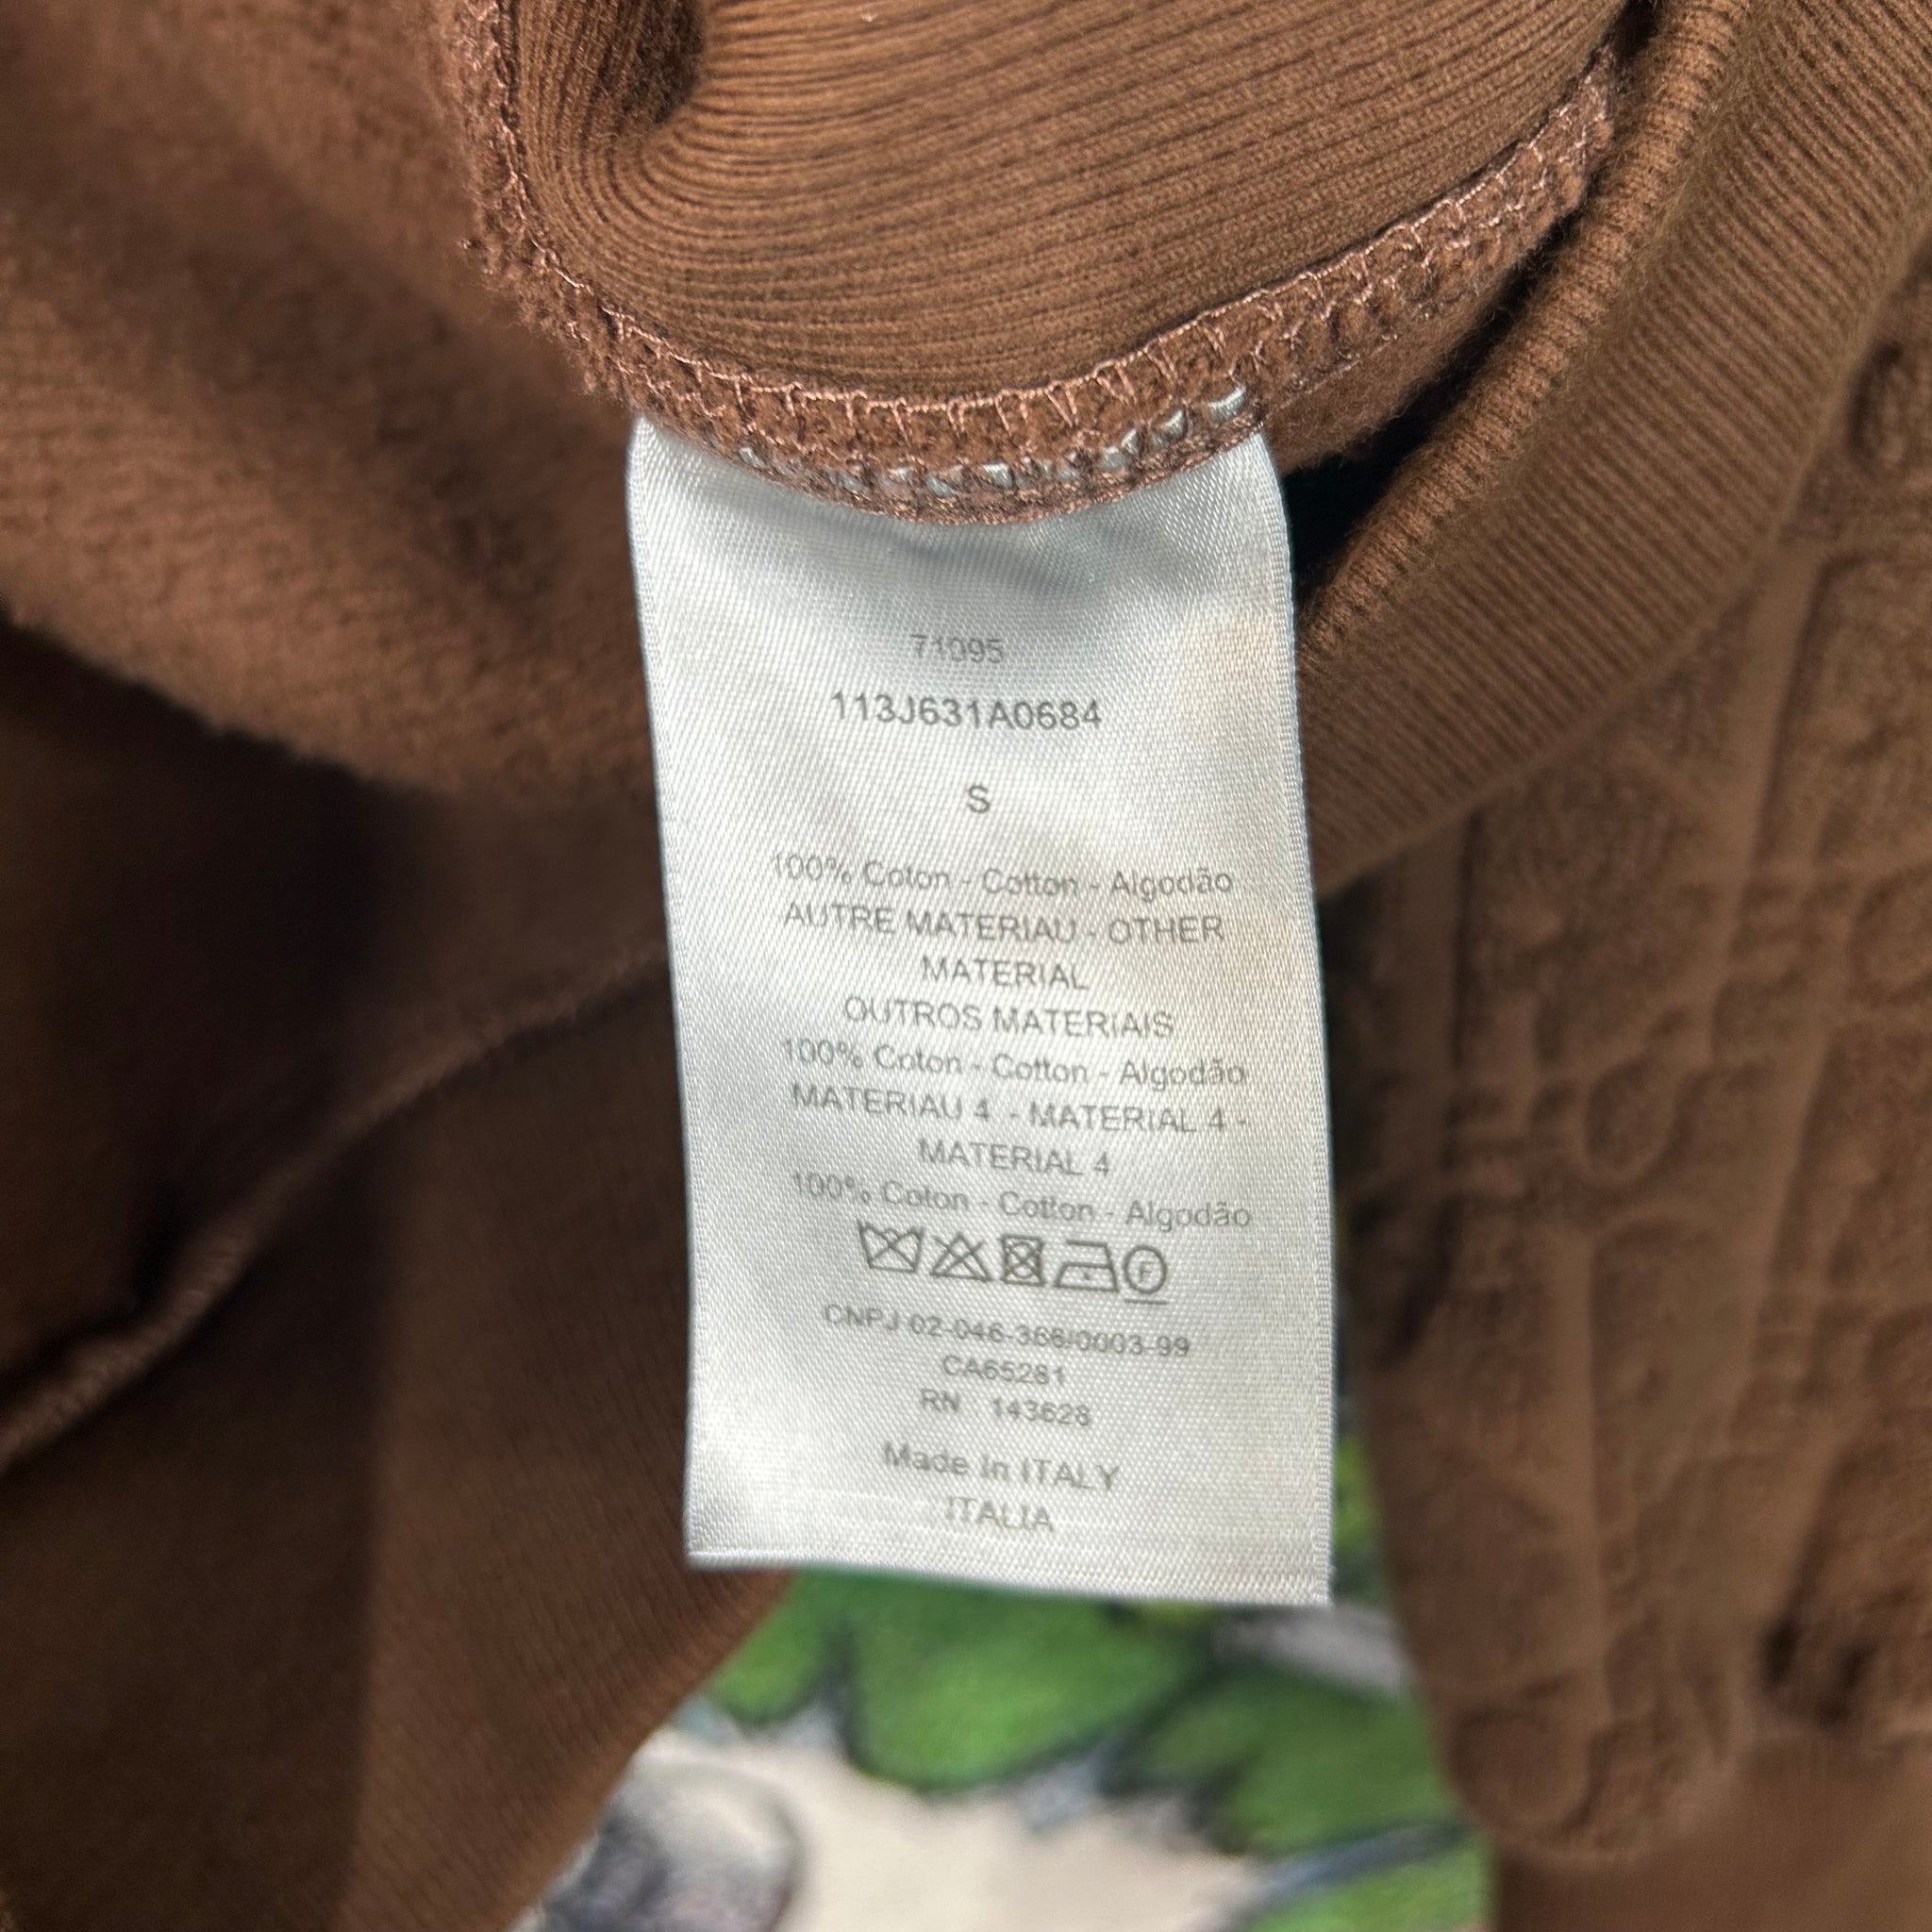 71095
113J631A0684
S
100% Coton - Cotton - Algodão
AUTRE MATERIAU - OTHER
MATERIAL
OUTROS MATERIAIS
100% Coton - Cotton - Algodão
MATERIAU 4 - MATERIAL 4 -
MATERIAL 4
100% Coton - Cotton - Algodão
F
CNPJ 02-046-366/0003-99
CA65281
RN 143628
Made In ITALY
ITALIA